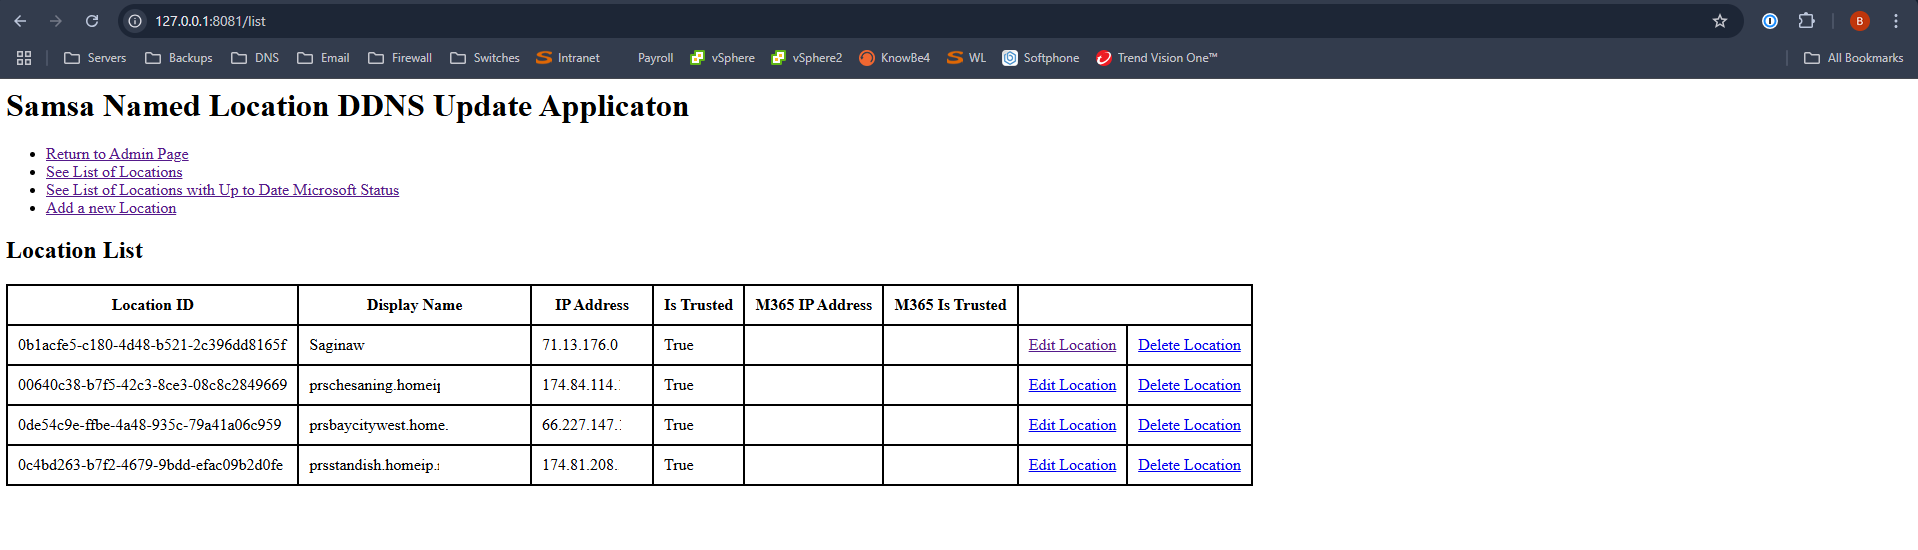 127.0.0.1:8081/list
B
Servers Backups DNS Email Firewall Switches Intranet Payroll vSphere vSphere2 KnowBe4 WL Softphone Trend Vision One™ All Bookmarks
Samsa Named Location DDNS Update Applicaton
Return to Admin Page
See List of Locations
See List of Locations with Up to Date Microsoft Status
Add a new Location
Location List
Location ID Display Name IP Address Is Trusted M365 IP Address M365 Is Trusted
0b1acfe5-c180-4d48-b521-2c396dd8165f Saginaw 71.13.176.0 True Edit Location Delete Location
00640c38-b7f5-42c3-8ce3-08c8c2849669 prschesaning.homeip 174.84.114. True Edit Location Delete Location
0de54c9e-ffbe-4a48-935c-79a41a06c959 prsbaycitywest.home. 66.227.147. True Edit Location Delete Location
0c4bd263-b7f2-4679-9bdd-efac09b2d0fe prsstandish.homeip. 174.81.208. True Edit Location Delete Location